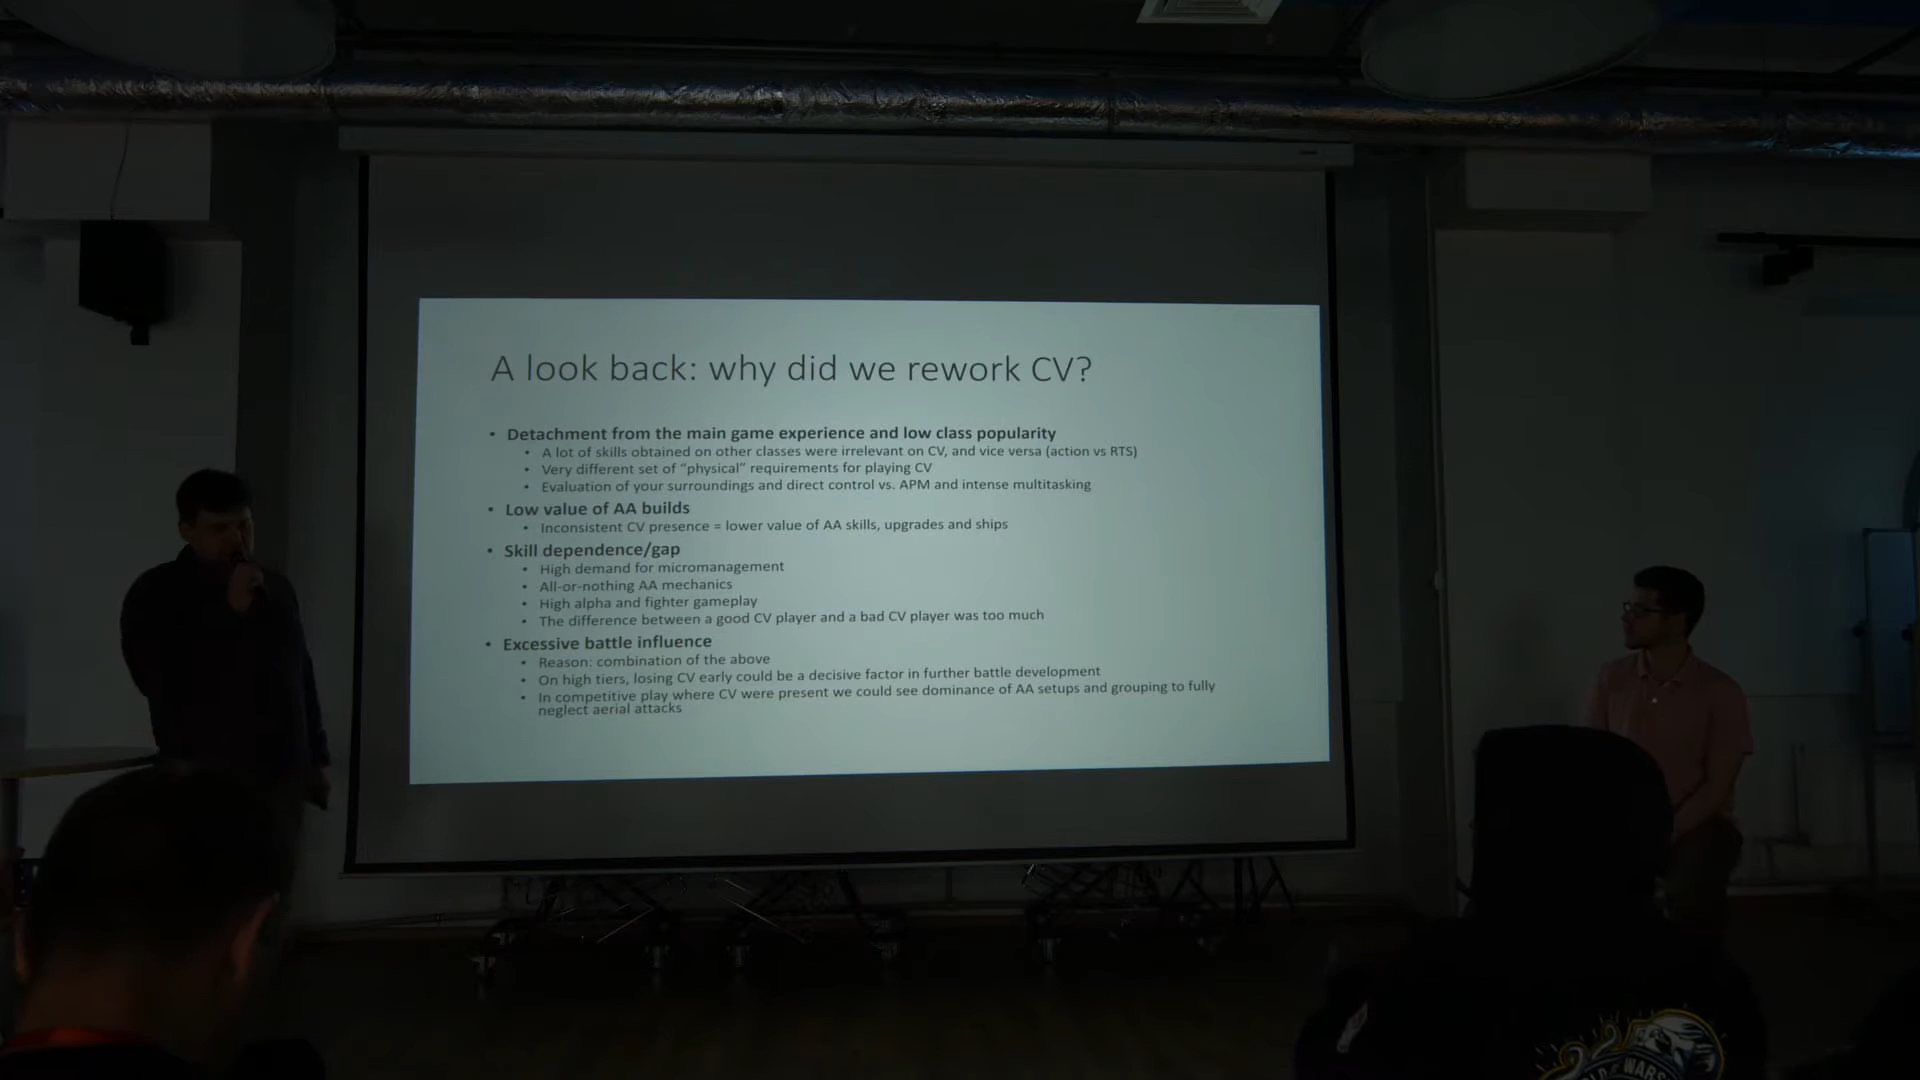 A look back: why did we rework CV?
• Detachment from the main game experience and low class popularity
• A lot of skills obtained on other classes were irrelevant on CV, and vice versa (action vs RTS)
• Very different set of "physical" requirements for playing CV
• Evaluation of your surroundings and direct control vs. APM and intense multitasking
• Low value of AA builds
• Inconsistent CV presence = lower value of AA skills, upgrades and ships
• Skill dependence/gap
• High demand for micromanagement
• All-or-nothing AA mechanics
• High alpha and fighter gameplay
• The difference between a good CV player and a bad CV player was too much
• Excessive battle influence
• Reason: combination of the above
• On high tiers, losing CV early could be a decisive factor in further battle development
• In competitive play where CV were present we could see dominance of AA setups and grouping to fully
neglect aerial attacks